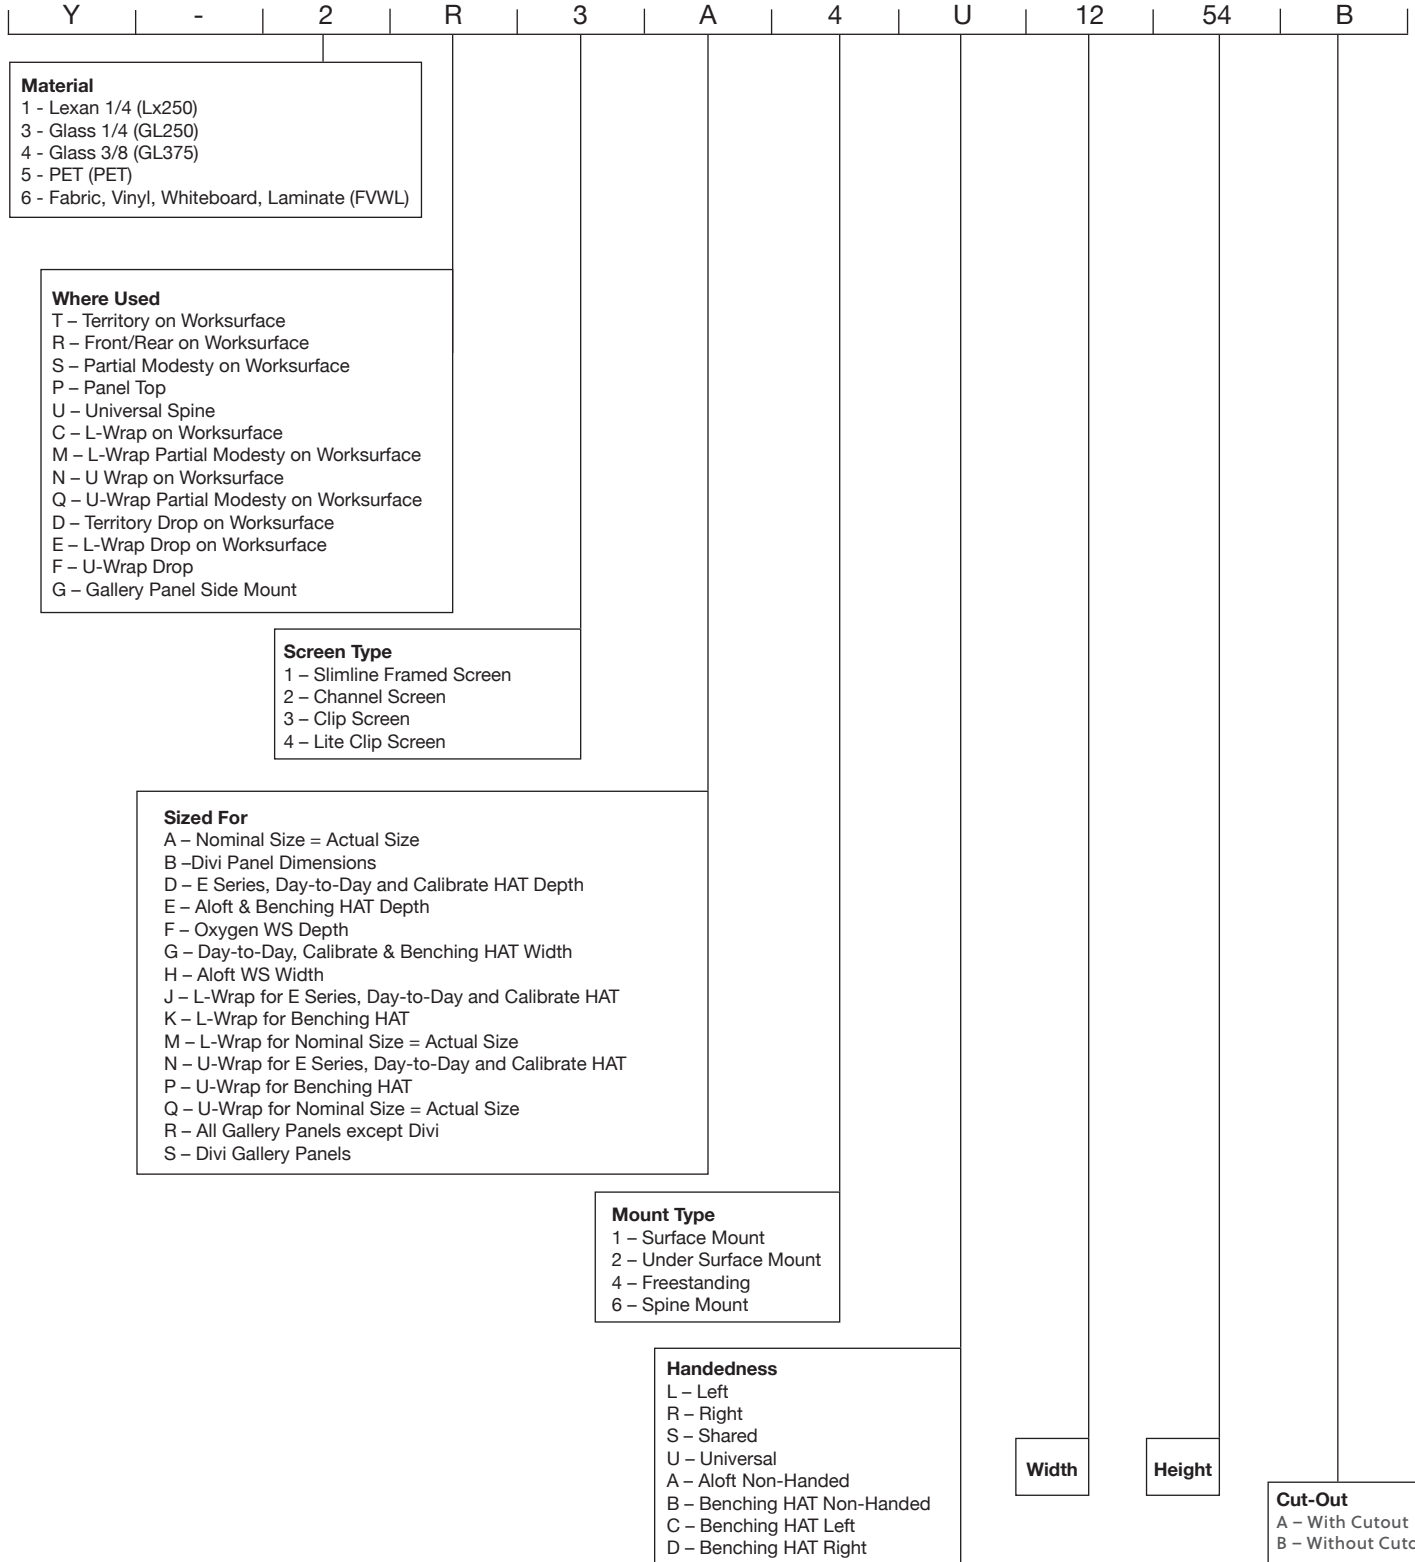 Y - 2 R 3 A 4 U 12 54 B
Material
1 - Lexan 1/4 (Lx250)
3 - Glass 1/4 (GL250)
4 - Glass 3/8 (GL375)
5 - PET (PET)
6 - Fabric, Vinyl, Whiteboard, Laminate (FVWL)
Where Used
T – Territory on Worksurface
R – Front/Rear on Worksurface
S – Partial Modesty on Worksurface
P – Panel Top
U – Universal Spine
C – L-Wrap on Worksurface
M – L-Wrap Partial Modesty on Worksurface
N – U Wrap on Worksurface
Q – U-Wrap Partial Modesty on Worksurface
D – Territory Drop on Worksurface
E – L-Wrap Drop on Worksurface
F – U-Wrap Drop
G – Gallery Panel Side Mount
Screen Type
1 – Slimline Framed Screen
2 – Channel Screen
3 – Clip Screen
4 – Lite Clip Screen
Sized For
A – Nominal Size = Actual Size
B –Divi Panel Dimensions
D – E Series, Day-to-Day and Calibrate HAT Depth
E – Aloft & Benching HAT Depth
F – Oxygen WS Depth
G – Day-to-Day, Calibrate & Benching HAT Width
H – Aloft WS Width
J – L-Wrap for E Series, Day-to-Day and Calibrate HAT
K – L-Wrap for Benching HAT
M – L-Wrap for Nominal Size = Actual Size
N – U-Wrap for E Series, Day-to-Day and Calibrate HAT
P – U-Wrap for Benching HAT
Q – U-Wrap for Nominal Size = Actual Size
R – All Gallery Panels except Divi
S – Divi Gallery Panels
Mount Type
1 – Surface Mount
2 – Under Surface Mount
4 – Freestanding
6 – Spine Mount
Handedness
L – Left
R – Right
S – Shared
U – Universal
A – Aloft Non-Handed
B – Benching HAT Non-Handed
C – Benching HAT Left
D – Benching HAT Right
Width
Height
Cut-Out
A – With Cutout
B – Without